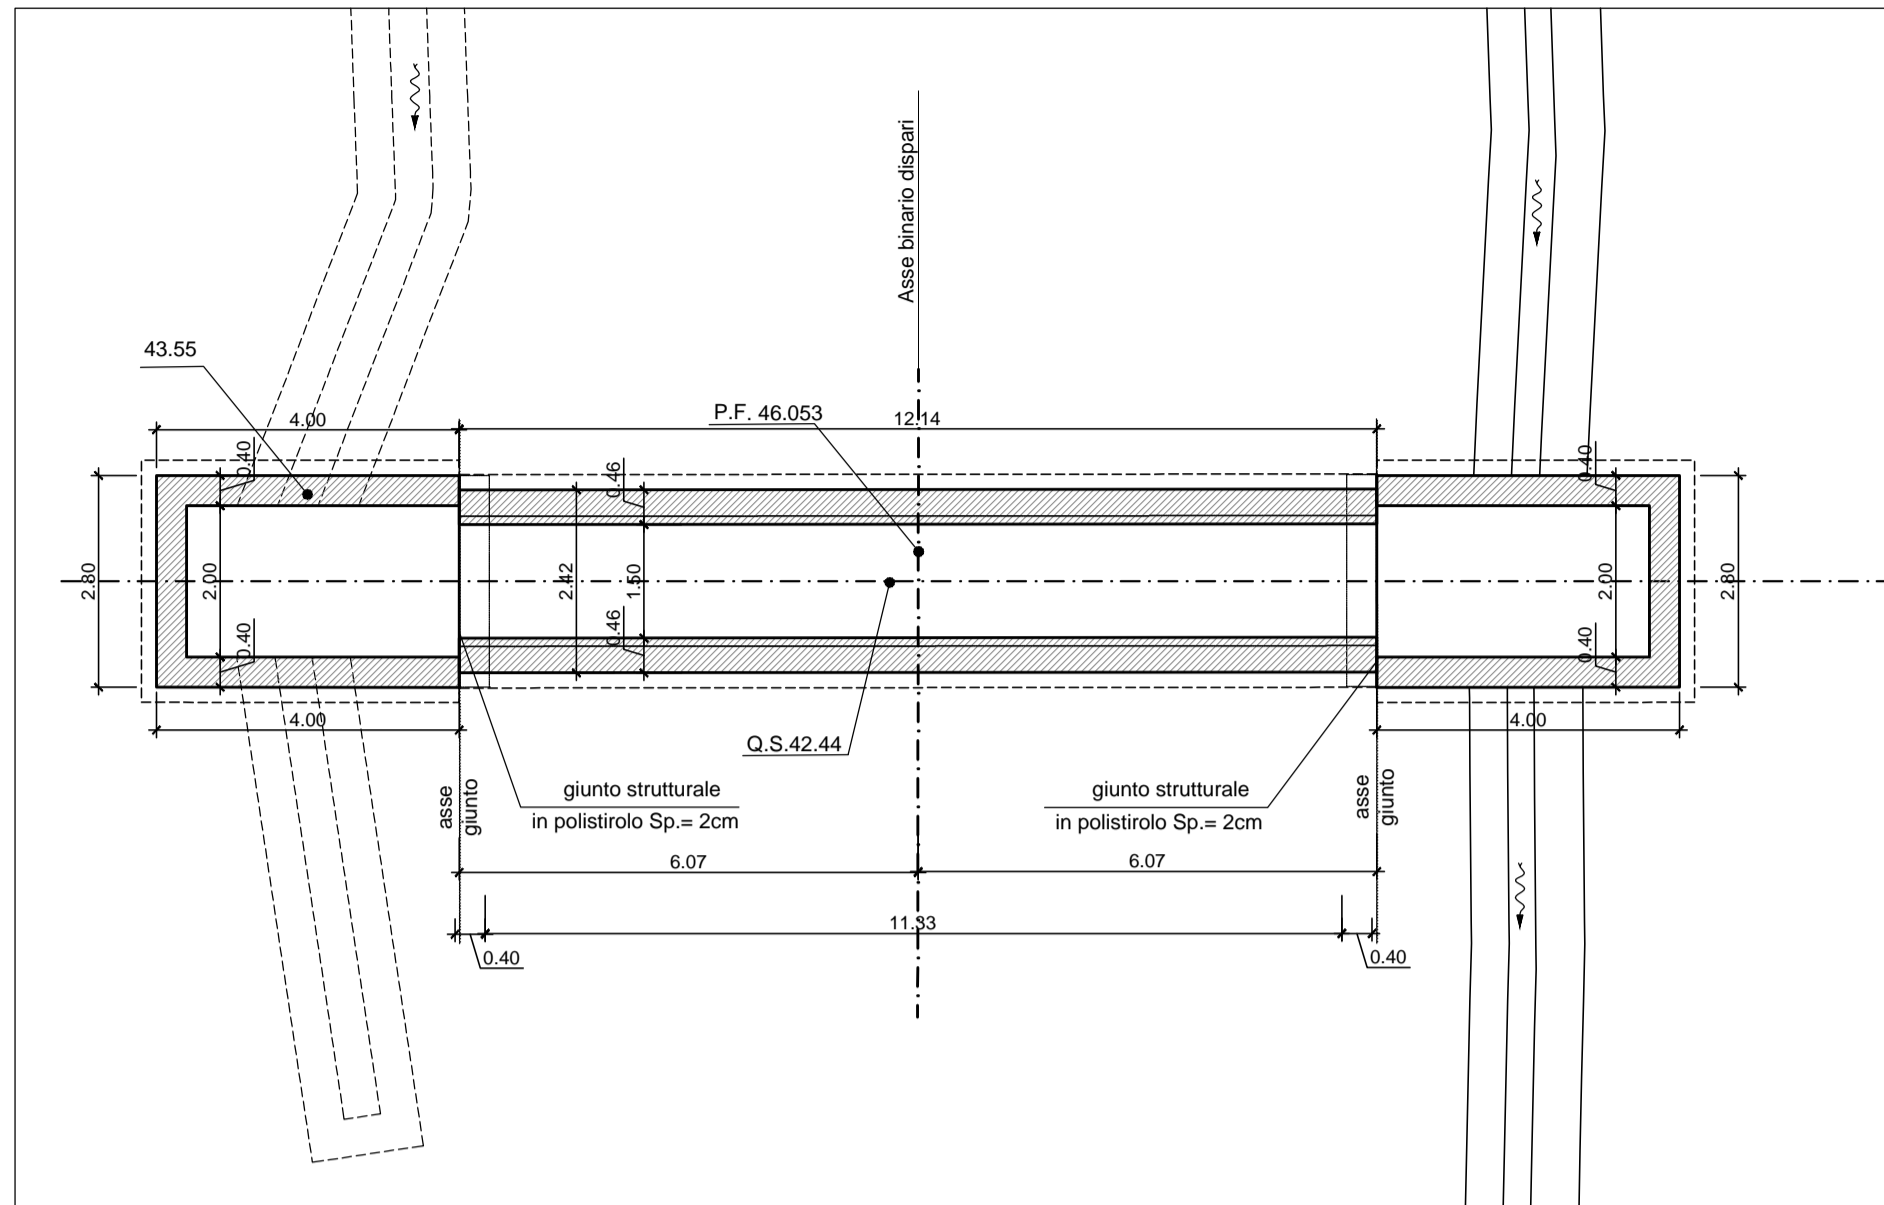 Asse binario dispari
43.55
P.F. 46.053
4.00
12.14
0.40
0.46
0.40
2.80
2.00
2.42
1.50
2.00
2.80
0.40
0.46
0.40
4.00
4.00
Q.S.42.44
asse
giunto
giunto strutturale
in polistirolo Sp.= 2cm
giunto strutturale
in polistirolo Sp.= 2cm
asse
giunto
6.07
6.07
11.33
0.40
0.40